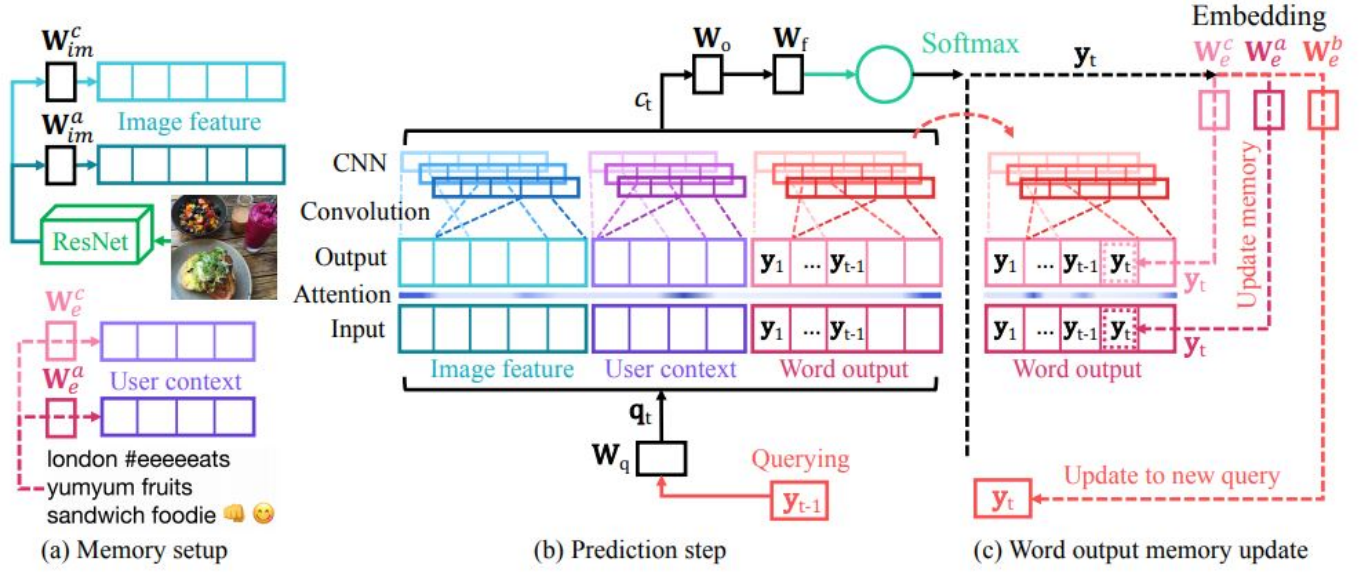 W_im^c
Image feature
W_im^a
ResNet
W_e^c
User context
W_e^a
london #eeeeeats
yumyum fruits
sandwich foodie 👊 😋
(a) Memory setup
W_o W_f Softmax
c_t
CNN
Convolution
Output y_1 ... y_t-1
Attention
Input y_1 ... y_t-1
Image feature User context Word output
q_t
W_q
Querying
y_t-1
(b) Prediction step
Embedding
y_t W_e^c W_e^a W_e^b
Update memory
y_1 ... y_t-1 y_t
y_t
y_1 ... y_t-1 y_t
y_t
Word output
Update to new query
y_t
(c) Word output memory update